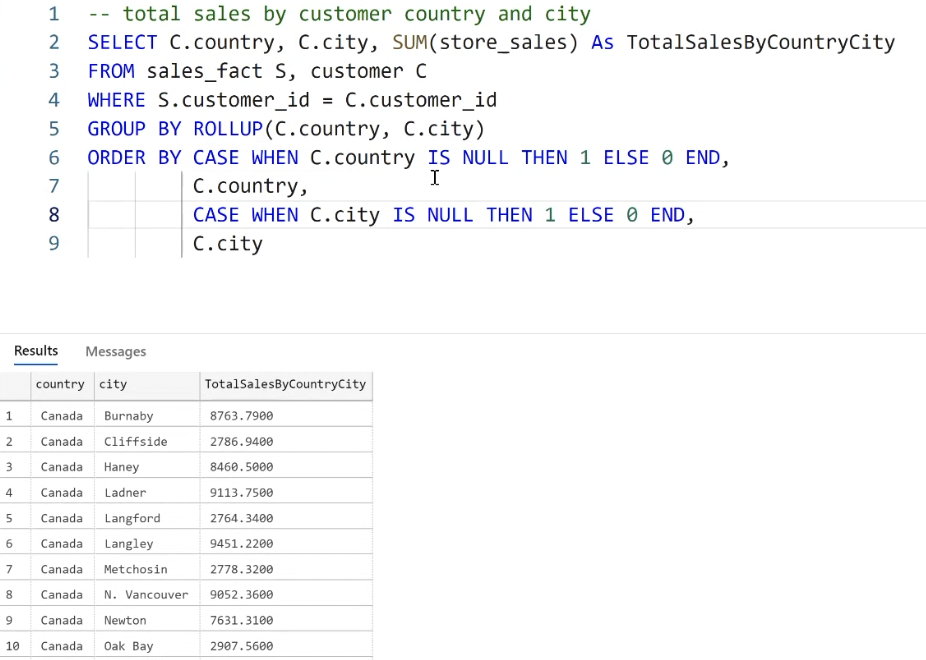 1 -- total sales by customer country and city
2 SELECT C.country, C.city, SUM(store_sales) As TotalSalesByCountryCity
3 FROM sales_fact S, customer C
4 WHERE S.customer_id = C.customer_id
5 GROUP BY ROLLUP(C.country, C.city)
6 ORDER BY CASE WHEN C.country IS NULL THEN 1 ELSE 0 END,
7 C.country,
8 CASE WHEN C.city IS NULL THEN 1 ELSE 0 END,
9 C.city
Results Messages
country city TotalSalesByCountryCity
1 Canada Burnaby 8763.7900
2 Canada Cliffside 2786.9400
3 Canada Haney 8460.5000
4 Canada Ladner 9113.7500
5 Canada Langford 2764.3400
6 Canada Langley 9451.2200
7 Canada Metchosin 2778.3200
8 Canada N. Vancouver 9052.3600
9 Canada Newton 7631.3100
10 Canada Oak Bay 2907.5600